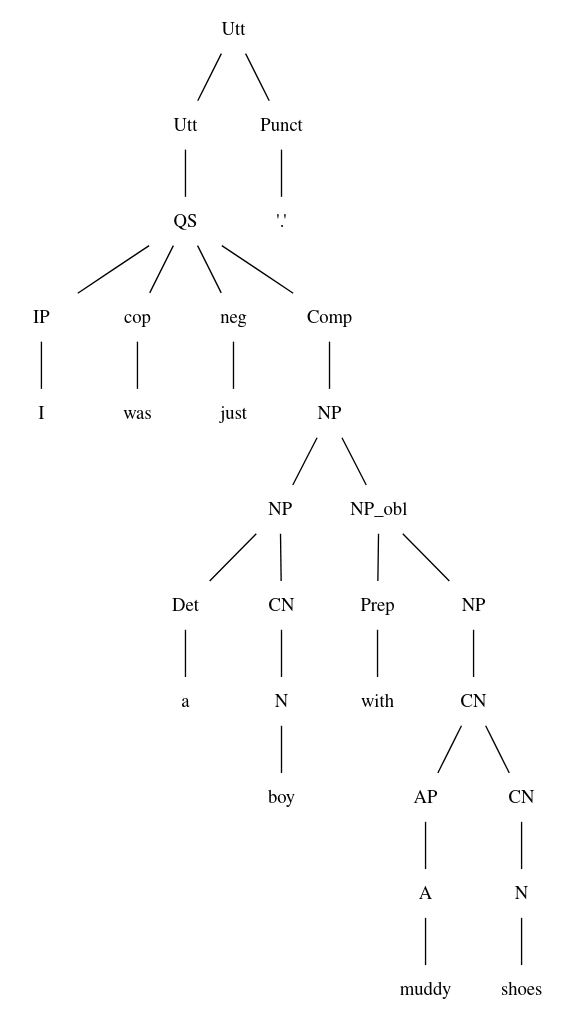 Utt
Utt Punct
QS '.'
IP cop neg Comp
I was just NP
NP NP_obl
Det CN Prep NP
a N with CN
boy AP CN
A N
muddy shoes